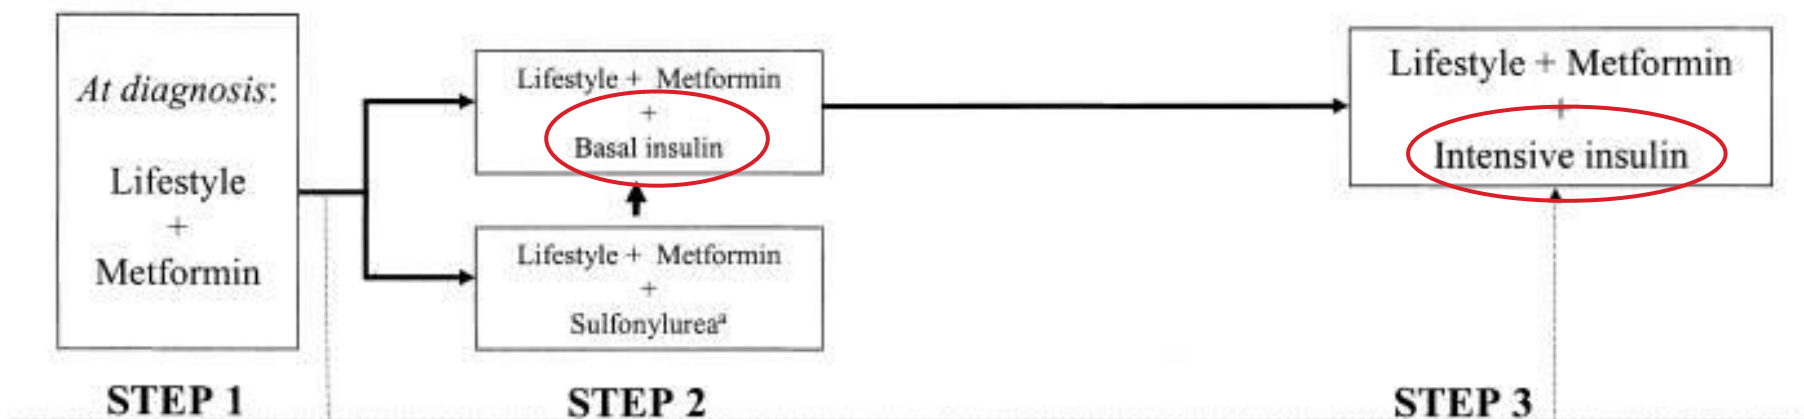 At diagnosis:
Lifestyle
+
Metformin
STEP 1
Lifestyle + Metformin
+
Basal insulin
Lifestyle + Metformin
+
Sulfonylureaª
STEP 2
Lifestyle + Metformin
+
Intensive insulin
STEP 3